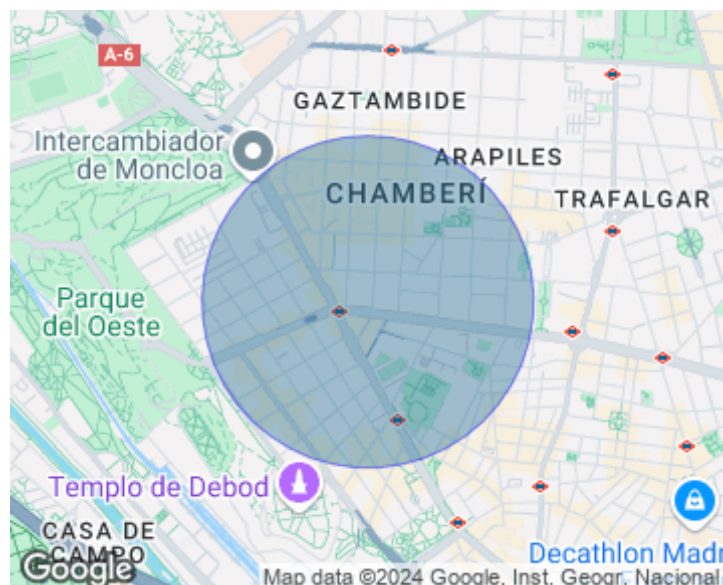 A-6
GAZTAMBIDE
Intercambiador
de Moncloa
ARAPILES
CHAMBERÍ
TRAFALGAR
Parque
del Oeste
Templo de Debod
CASA DE
CAMPO
Decathlon Madr
Google
Map data ©2024 Google, Inst. Geogr. Nacional